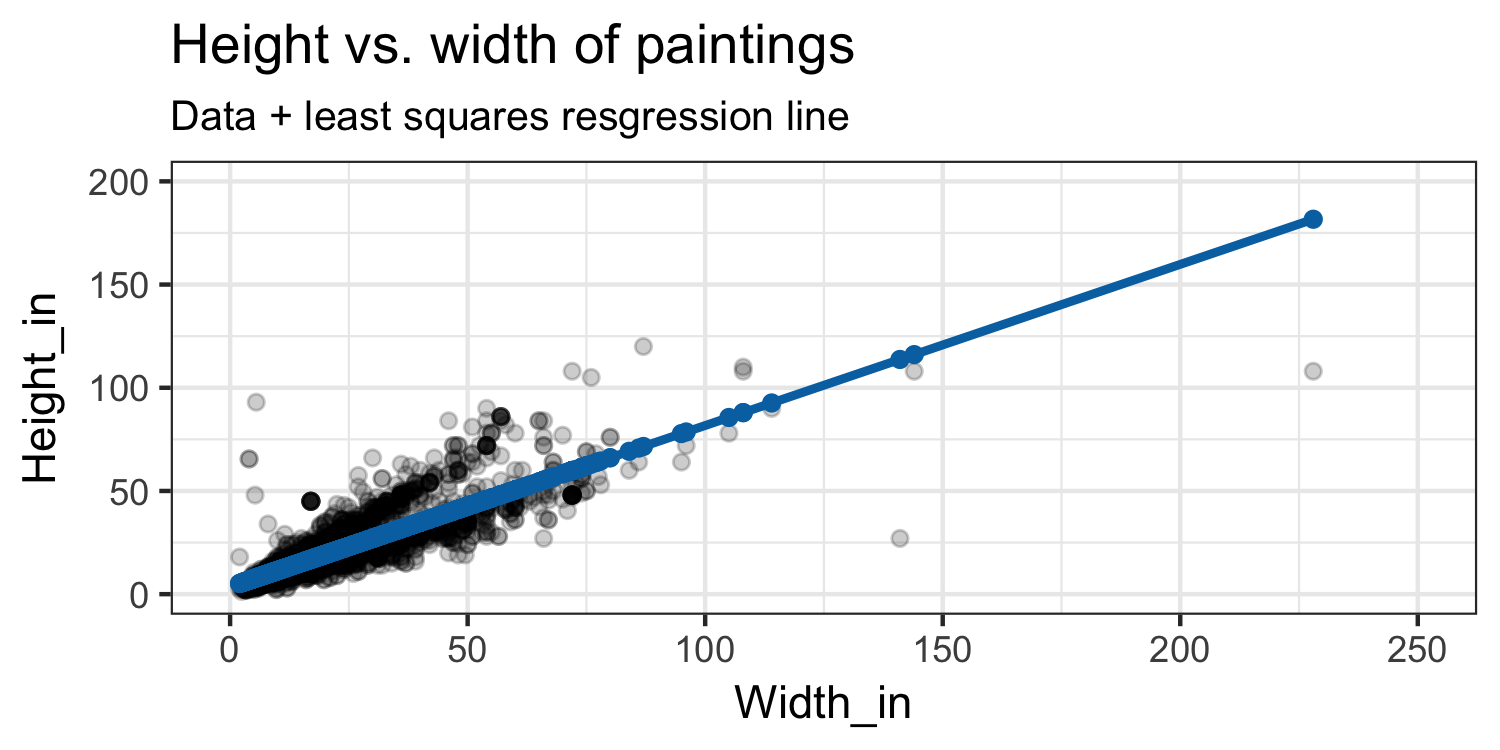 Height vs. width of paintings
Data + least squares resgression line
200
150
100
50
0
Height_in
0 50 100 150 200 250
Width_in